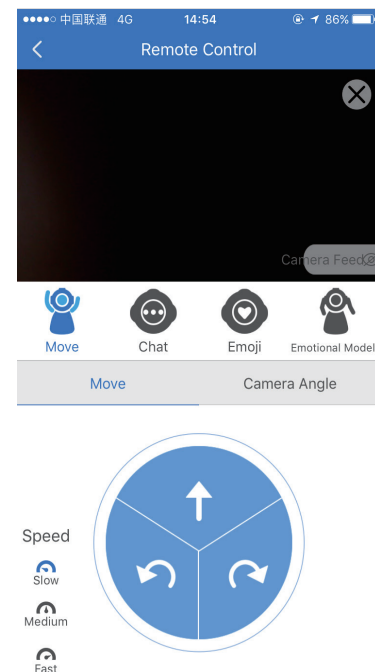 中国联通 4G 14:54 86%
Remote Control
Camera Feed
Move Chat Emoji Emotional Model
Move Camera Angle
Speed
Slow
Medium
Fast